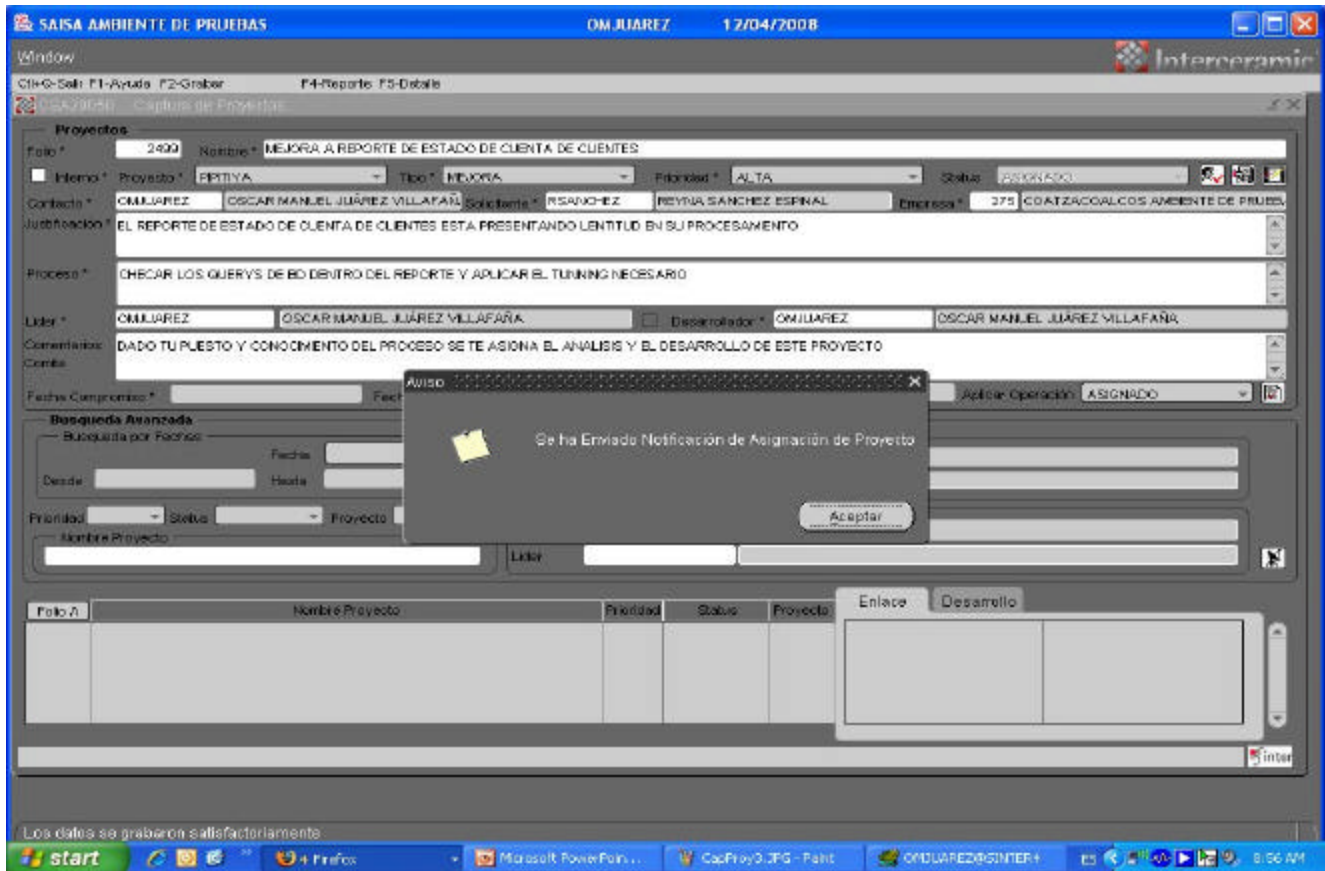 SAISA AMBIENTE DE PRUEBAS OMJUAREZ 12/04/2008
Window Interceramic
Ctl+Q-Salir F1-Ayuda F2-Grabar F4-Reporte F5-Detalle
Captura de Proyectos
Proyectos
Folio * 2499 Nombre * MEJORA A REPORTE DE ESTADO DE CUENTA DE CLIENTES
Interno * Proyecto * PIPITIYA Tipo * MEJORA Prioridad * ALTA Status ASIGNADO
Contacto * OMJUAREZ OSCAR MANUEL JUÁREZ VILLAFAÑ Solicitante * RSANCHEZ REYNA SANCHEZ ESPINAL Empresa * 375 COATZACOALCOS AMBIENTE DE PRUEB
Justificacion * EL REPORTE DE ESTADO DE CUENTA DE CLIENTES ESTA PRESENTANDO LENTITUD EN SU PROCESAMIENTO
Proceso * CHECAR LOS QUERYS DE BD DENTRO DEL REPORTE Y APLICAR EL TUNNING NECESARIO
Lider * OMJUAREZ OSCAR MANUEL JUÁREZ VILLAFAÑA Desarrollador * OMJUAREZ OSCAR MANUEL JUÁREZ VILLAFAÑA
Comentarios DADO TU PUESTO Y CONOCIMIENTO DEL PROCESO SE TE ASIGNA EL ANALISIS Y EL DESARROLLO DE ESTE PROYECTO
Comite
Aviso
Fecha Compromiso * Fech Aplicar Operación ASIGNADO
Busqueda Avanzada
Busqueda por Fechas
Se ha Enviado Notificación de Asignación de Proyecto
Fecha
Desde Hasta
Aceptar
Prioridad Status Proyecto
Nombre Proyecto
Lider
Folio Nombre Proyecto Prioridad Status Proyecto Enlace Desarrollo
inter
Los datos se grabaron satisfactoriamente
start 4 Firefox Microsoft PowerPoin... CapProy3.JPG - Paint OMJUAREZ@SINTER4 8:56 AM